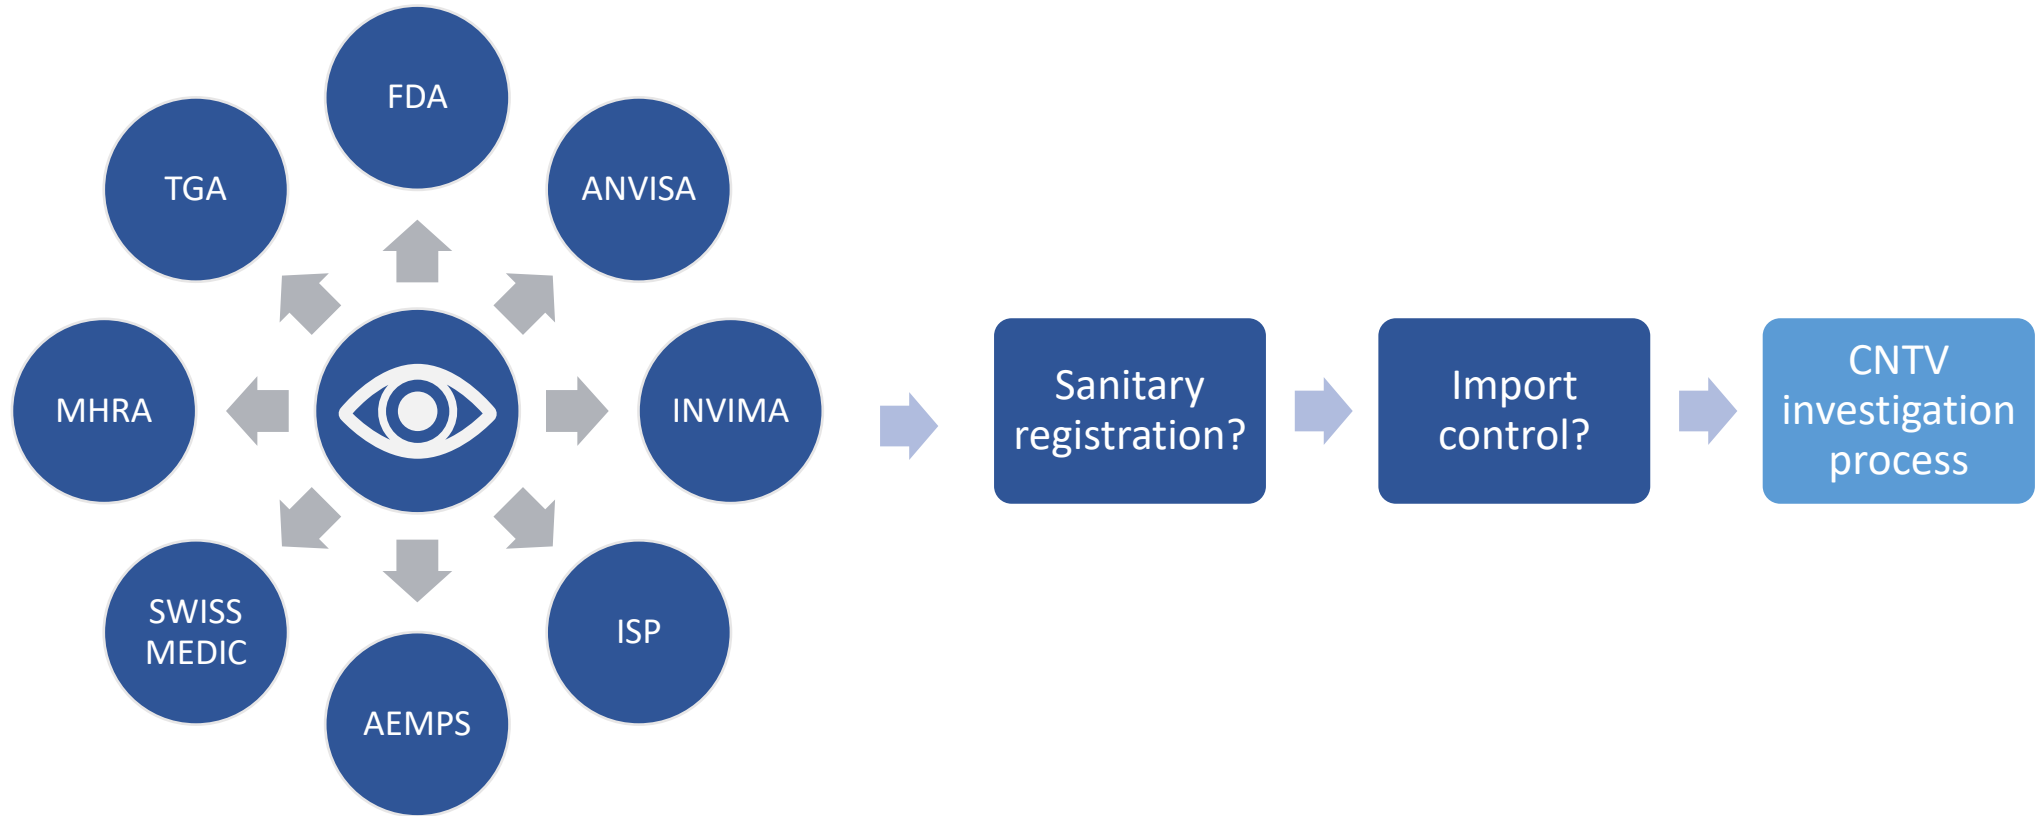 FDA
TGA
ANVISA
MHRA
INVIMA
SWISS
MEDIC
ISP
AEMPS
Sanitary
registration?
Import
control?
CNTV
investigation
process